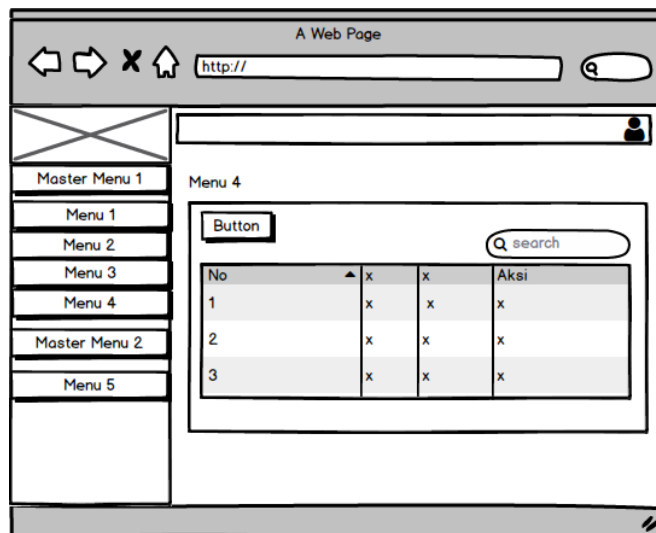 A Web Page
http://
Master Menu 1
Menu 1
Menu 2
Menu 3
Menu 4
Master Menu 2
Menu 5
Menu 4
Button
search
No x x Aksi
1 x x x
2 x x x
3 x x x